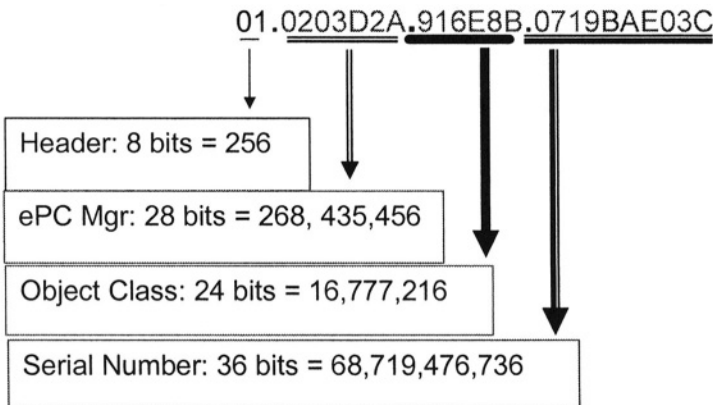 01.0203D2A.916E8B.0719BAE03C
Header: 8 bits = 256
ePC Mgr: 28 bits = 268, 435,456
Object Class: 24 bits = 16,777,216
Serial Number: 36 bits = 68,719,476,736